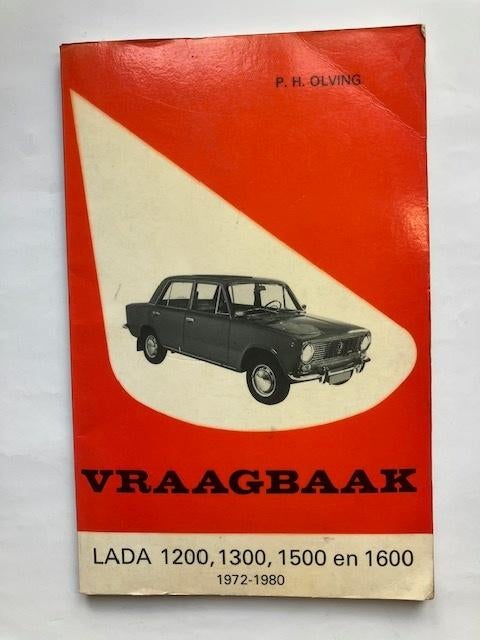 P. H. OLVING
VRAAGBAAK
LADA 1200, 1300, 1500 en 1600
1972-1980